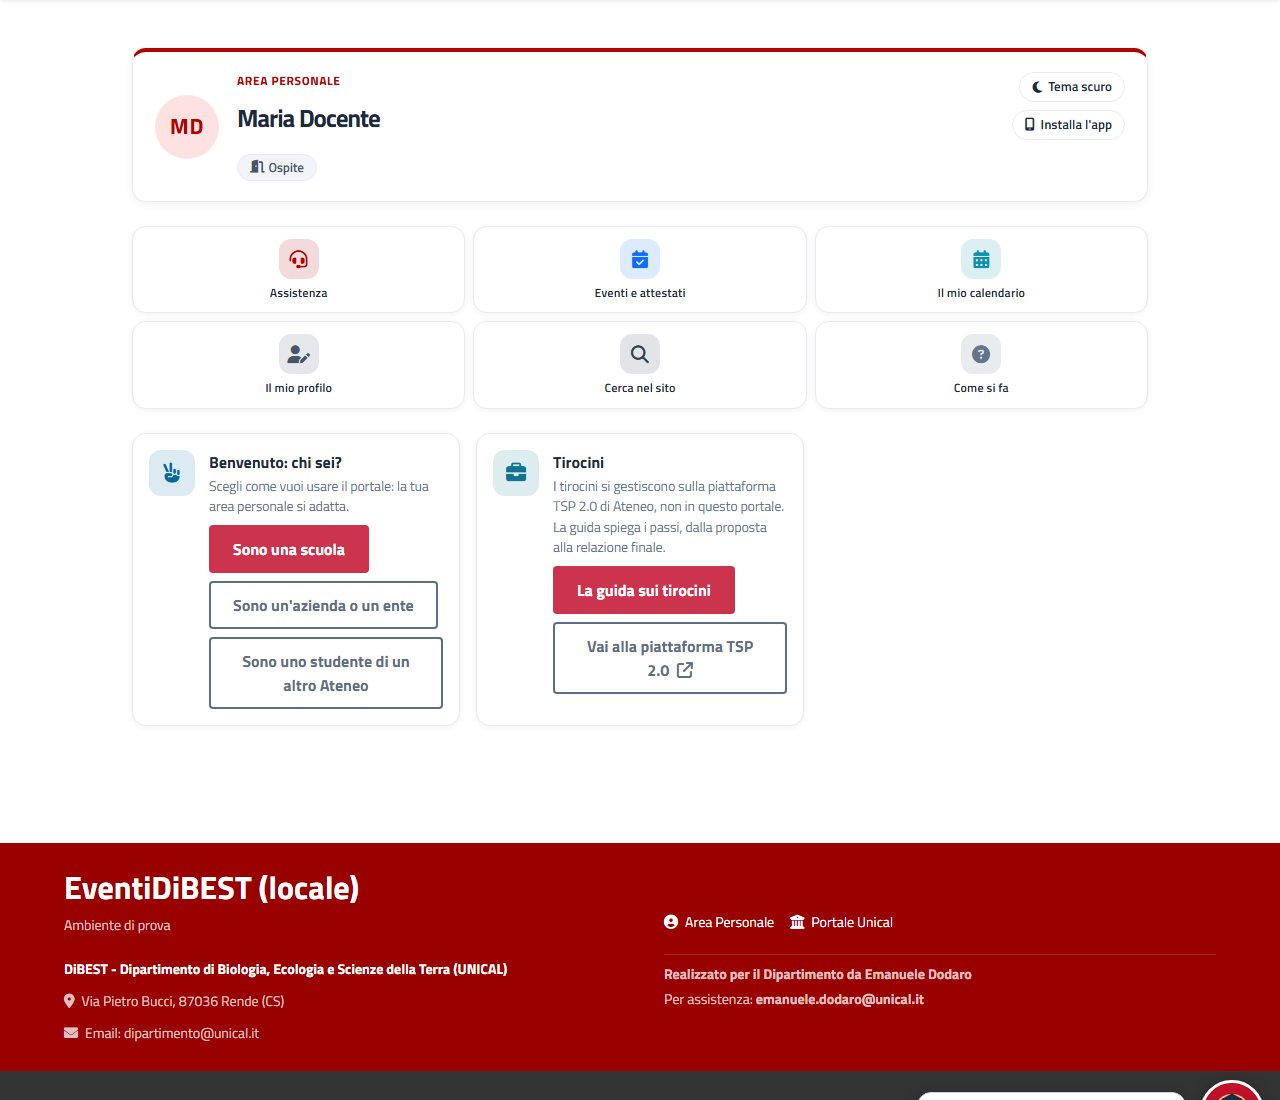 AREA PERSONALE
MD
Maria Docente
Ospite
Tema scuro
Installa l'app
Assistenza
Eventi e attestati
Il mio calendario
Il mio profilo
Cerca nel sito
Come si fa
Benvenuto: chi sei?
Scegli come vuoi usare il portale: la tua
area personale si adatta.
Sono una scuola
Sono un'azienda o un ente
Sono uno studente di un
altro Ateneo
Tirocini
I tirocini si gestiscono sulla piattaforma
TSP 2.0 di Ateneo, non in questo portale.
La guida spiega i passi, dalla proposta
alla relazione finale.
La guida sui tirocini
Vai alla piattaforma TSP
2.0
EventiDiBEST (locale)
Ambiente di prova
DiBEST - Dipartimento di Biologia, Ecologia e Scienze della Terra (UNICAL)
Via Pietro Bucci, 87036 Rende (CS)
Email: dipartimento@unical.it
Area Personale
Portale Unical
Realizzato per il Dipartimento da Emanuele Dodaro
Per assistenza: emanuele.dodaro@unical.it